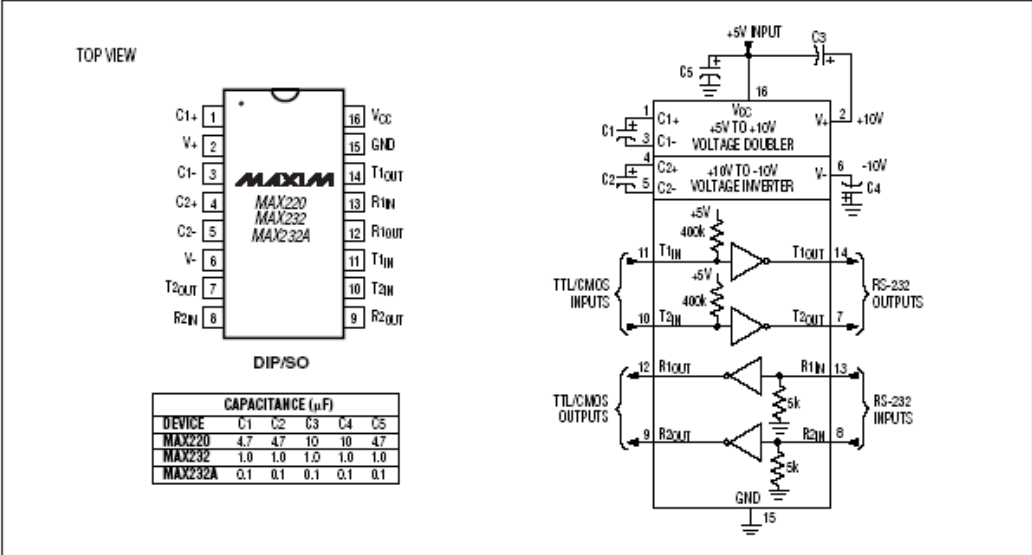 TOP VIEW
C1+ 1
V+ 2
C1- 3
C2+ 4
C2- 5
V- 6
T2OUT 7
R2IN 8
16 VCC
15 GND
14 T1OUT
13 R1IN
12 R1OUT
11 T1IN
10 T2IN
9 R2OUT
MAXIM
MAX220
MAX232
MAX232A
DIP/SO
CAPACITANCE (μF)
DEVICE C1 C2 C3 C4 C5
MAX220 4.7 4.7 10 10 4.7
MAX232 1.0 1.0 1.0 1.0 1.0
MAX232A 0.1 0.1 0.1 0.1 0.1
+5V INPUT
C3
C5
16
VCC
1 C1+
C1
3 C1-
+5V TO +10V
VOLTAGE DOUBLER
V+ 2 +10V
4 C2+
C2
5 C2-
+10V TO -10V
VOLTAGE INVERTER
V- 6 -10V
C4
+5V
400k
11 T1IN
T1OUT 14
TTL/CMOS
INPUTS
+5V
400k
RS-232
OUTPUTS
10 T2IN
T2OUT 7
12 R1OUT
R1IN 13
TTL/CMOS
OUTPUTS
5k
RS-232
INPUTS
9 R2OUT
R2IN 8
5k
GND
15